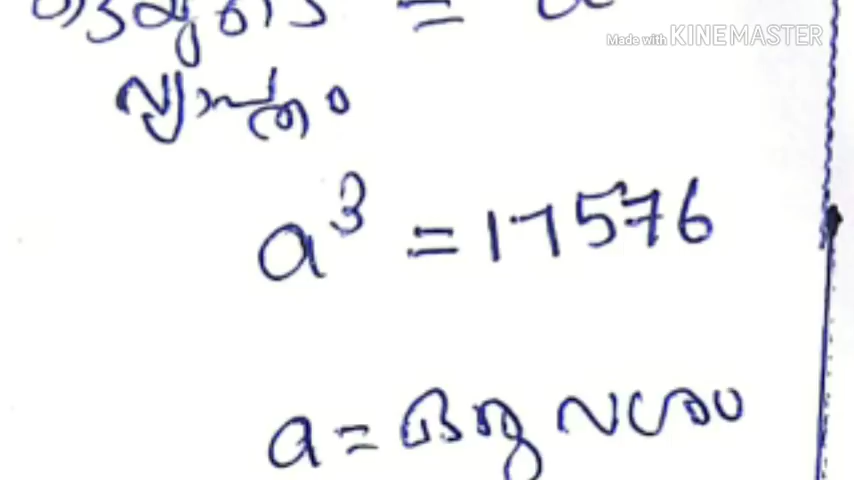 Made with KINEMASTER
വ്യാപ്തം
a³ = 17576
a = ഒരു വശം